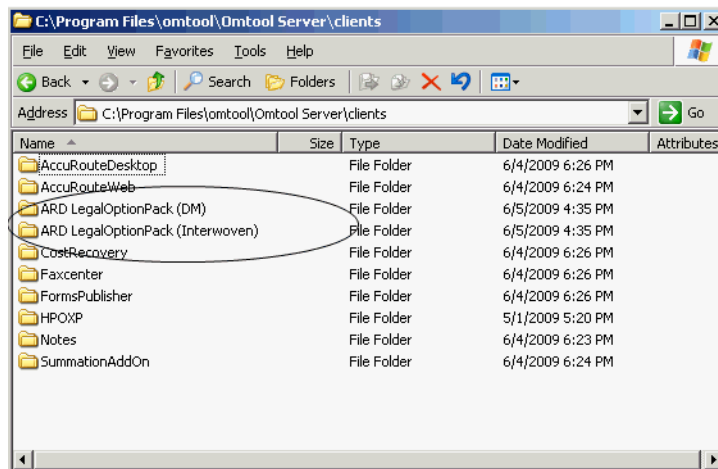 C:\Program Files\omtool\Omtool Server\clients
File Edit View Favorites Tools Help
Back Search Folders
Address C:\Program Files\omtool\Omtool Server\clients Go
Name Size Type Date Modified Attributes
AccuRouteDesktop File Folder 6/4/2009 6:26 PM
AccuRouteWeb File Folder 6/4/2009 6:24 PM
ARD LegalOptionPack (DM) File Folder 6/5/2009 4:35 PM
ARD LegalOptionPack (Interwoven) File Folder 6/5/2009 4:35 PM
CostRecovery File Folder 6/4/2009 6:26 PM
Faxcenter File Folder 6/4/2009 6:26 PM
FormsPublisher File Folder 6/4/2009 6:26 PM
HPOXP File Folder 5/1/2009 5:20 PM
Notes File Folder 6/4/2009 6:23 PM
SummationAddOn File Folder 6/4/2009 6:24 PM